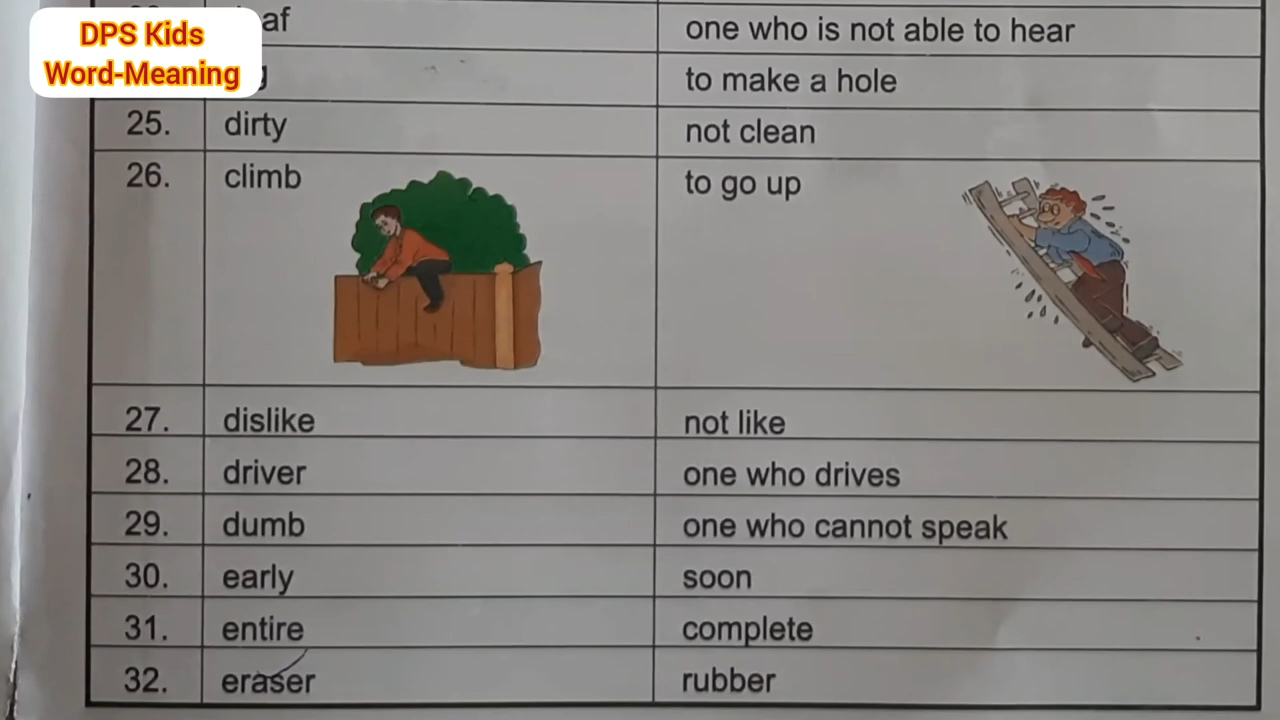 DPS Kids
Word-Meaning
one who is not able to hear
to make a hole
25. dirty not clean
26. climb to go up
27. dislike not like
28. driver one who drives
29. dumb one who cannot speak
30. early soon
31. entire complete
32. eraser rubber